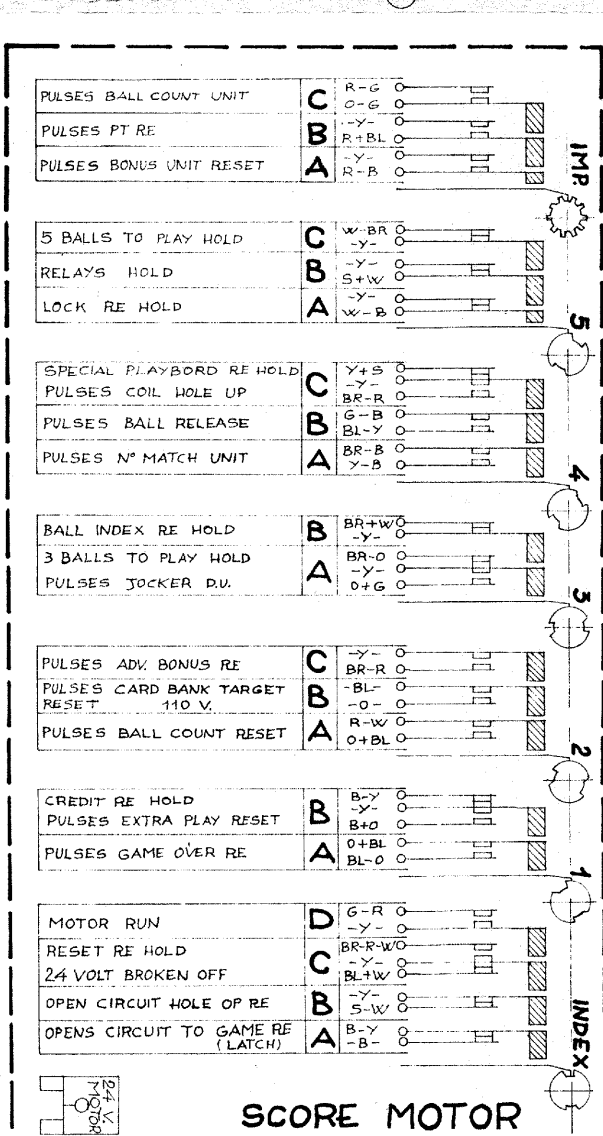 PULSES BALL COUNT UNIT C R-G
O-G
PULSES PT RE B -Y-
R+BL
PULSES BONUS UNIT RESET A -Y-
R-B
IMP.
5 BALLS TO PLAY HOLD C W-BR
-Y-
RELAYS HOLD B -Y-
S+W
LOCK RE HOLD A -Y-
W-B
5
SPECIAL PLAYBORD RE HOLD C Y+S
-Y-
PULSES COIL HOLE UP BR-R
PULSES BALL RELEASE B G-B
BL-Y
PULSES Nº MATCH UNIT A BR-B
Y-B
4
BALL INDEX RE HOLD B BR+W
-Y-
3 BALLS TO PLAY HOLD A BR-O
-Y-
PULSES JOCKER D.U. O+G
3
PULSES ADV. BONUS RE C -Y-
BR-R
PULSES CARD BANK TARGET B -BL-
RESET 110 V. -O-
PULSES BALL COUNT RESET A R-W
O+BL
2
CREDIT RE HOLD B B-Y
-Y-
PULSES EXTRA PLAY RESET B+O
PULSES GAME OVER RE A O+BL
BL-O
1
MOTOR RUN D G-R
-Y-
RESET RE HOLD C BR-R-W
-Y-
24 VOLT BROKEN OFF BL+W
OPEN CIRCUIT HOLE OP RE B -Y-
S-W
OPENS CIRCUIT TO GAME RE A B-Y
(LATCH) -B-
INDEX
24 V.
MOTOR
SCORE MOTOR